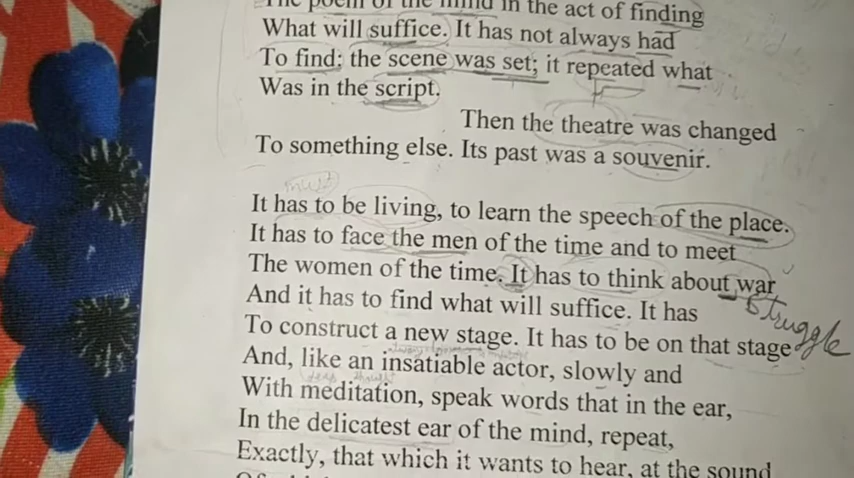 The poem of the mind in the act of finding
What will suffice. It has not always had
To find: the scene was set; it repeated what
Was in the script.
Then the theatre was changed
To something else. Its past was a souvenir.
must
It has to be living, to learn the speech of the place.
It has to face the men of the time and to meet
The women of the time. It has to think about war
And it has to find what will suffice. It has
struggle
To construct a new stage. It has to be on that stage
And, like an insatiable actor, slowly and
With meditation, speak words that in the ear,
In the delicatest ear of the mind, repeat,
Exactly, that which it wants to hear, at the sound